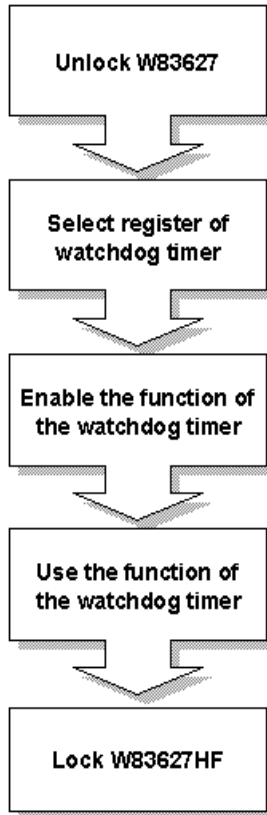 Unlock W83627
Select register of
watchdog timer
Enable the function of
the watchdog timer
Use the function of
the watchdog timer
Lock W83627HF